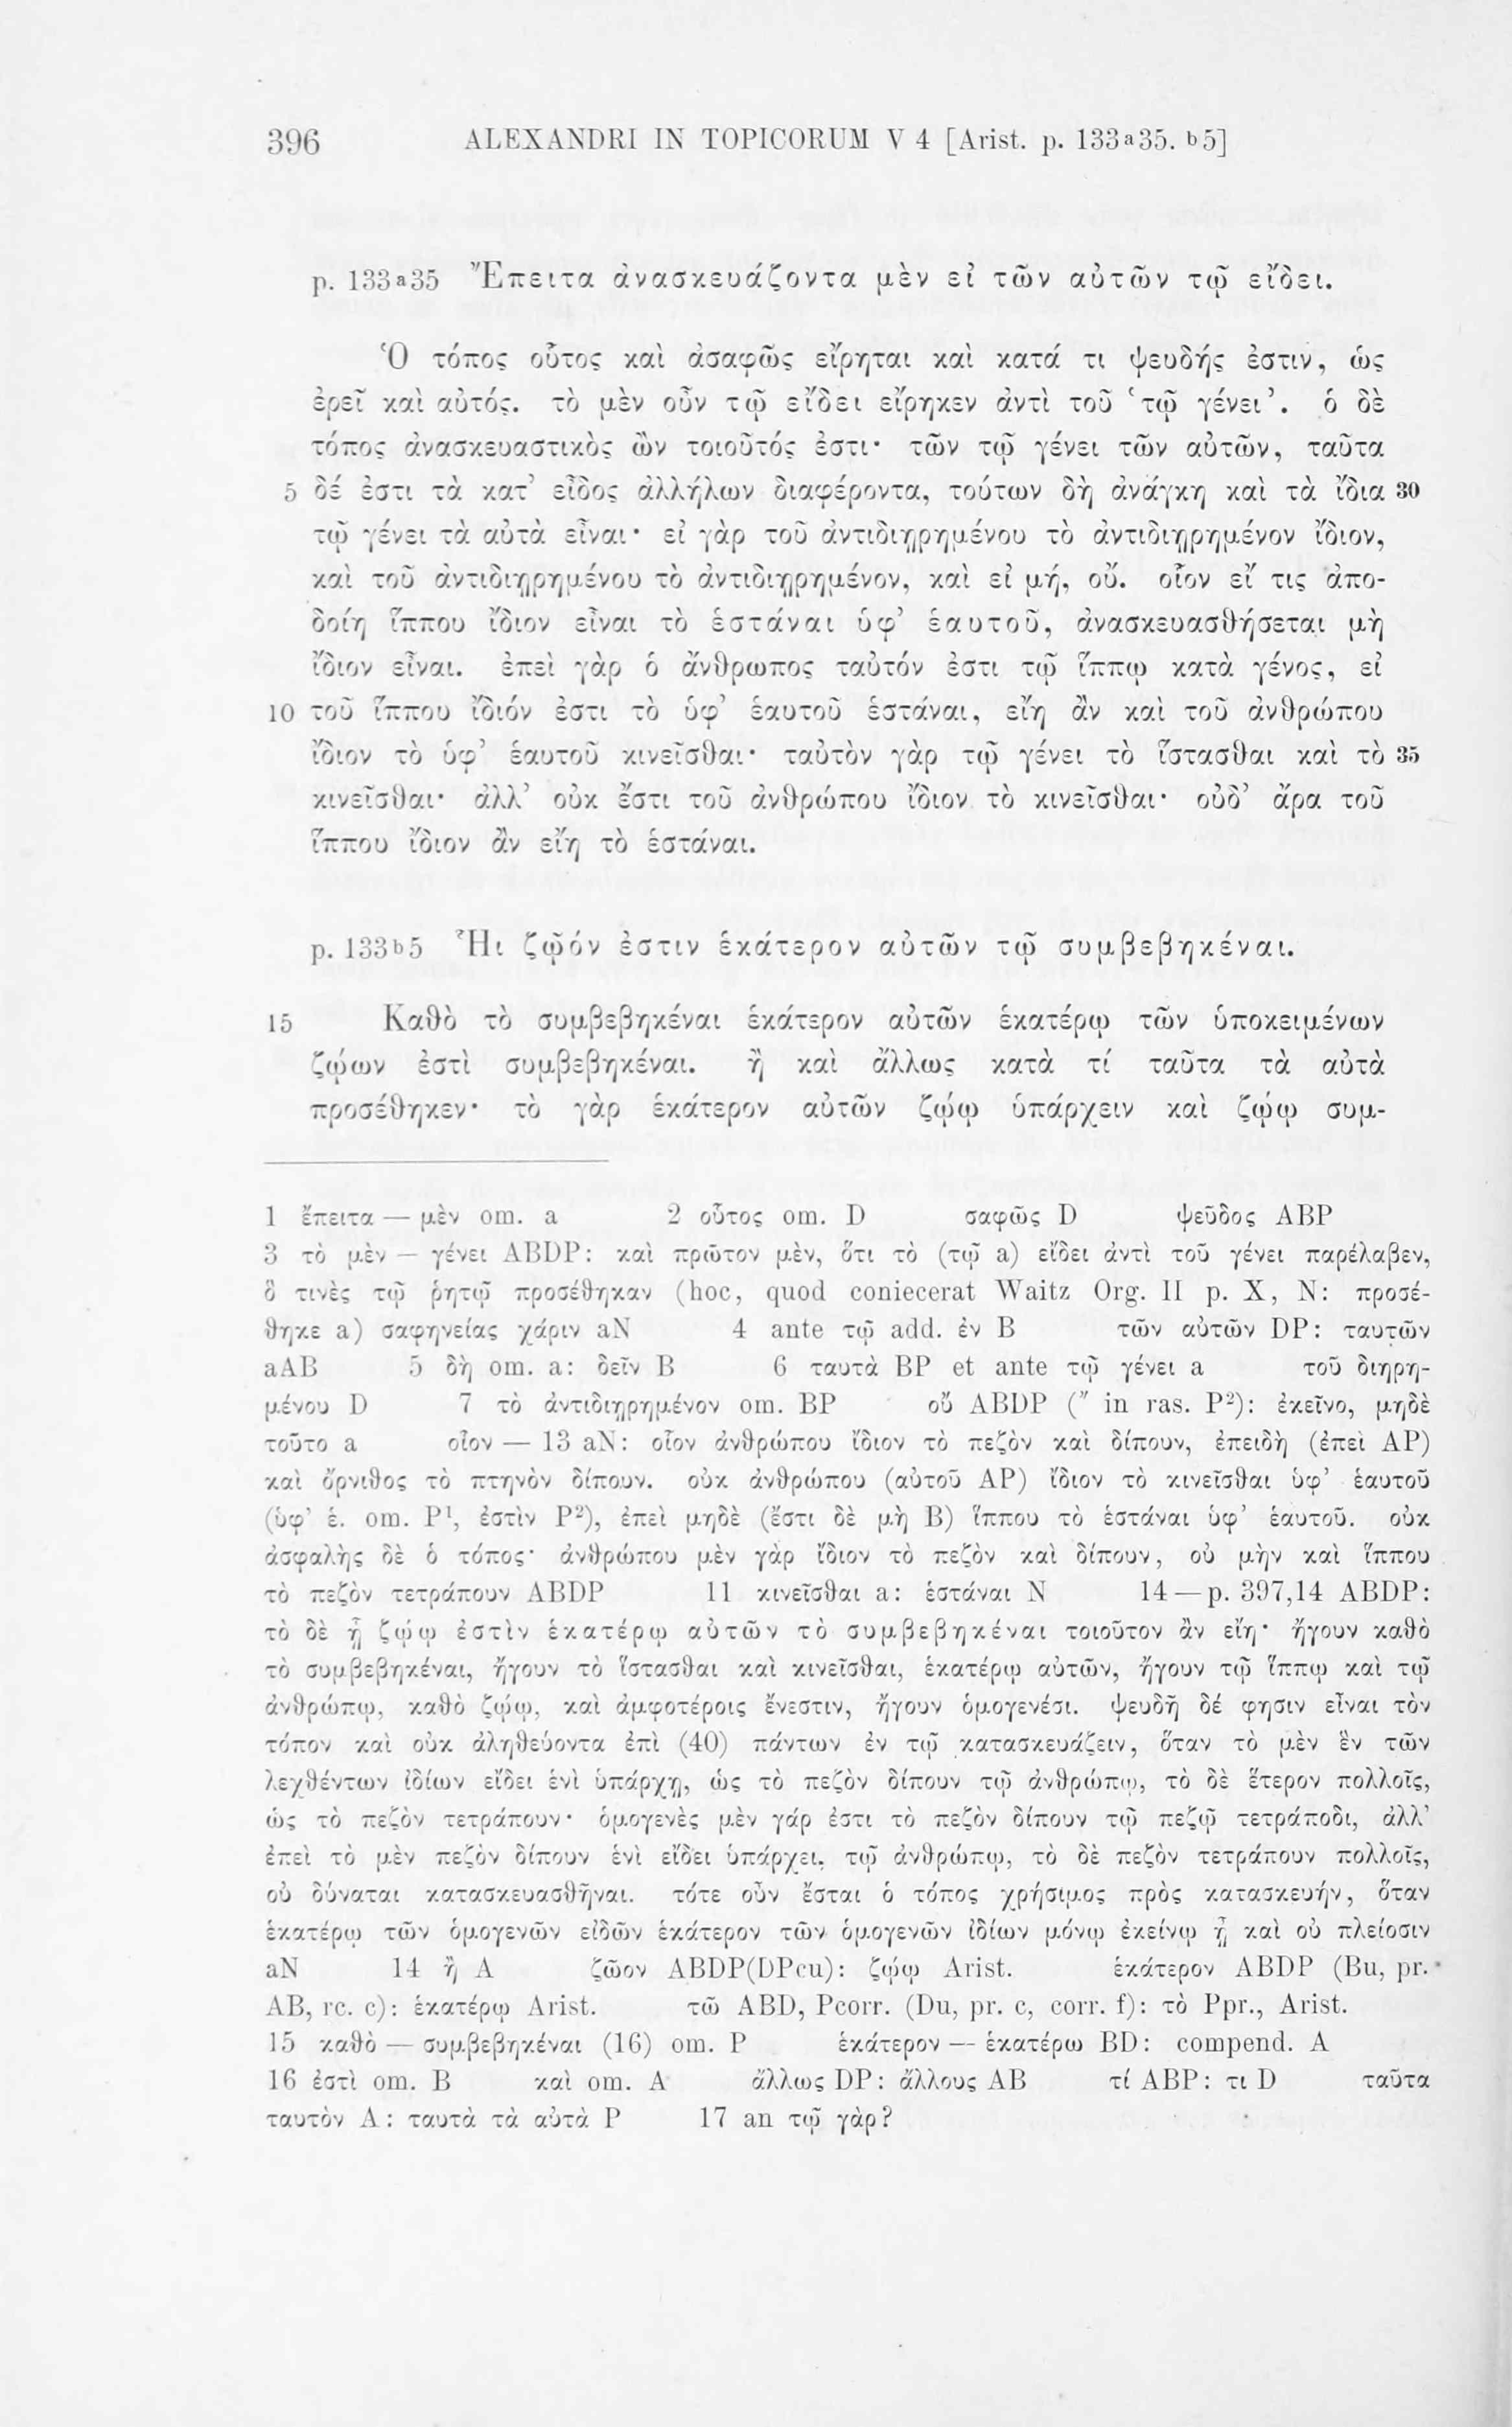 396 ALEXANDRI IN TOPICORUM V 4 [Arist. p. 133a35. b5]
p. 133a35 Ἔπειτα ἀνασκευάζοντα μὲν εἰ τῶν αὐτῶν τῷ εἴδει.
Ὁ τόπος οὗτος καὶ ἀσαφῶς εἴρηται καὶ κατά τι ψευδής ἐστιν, ὡς
ἐρεῖ καὶ αὐτός. τὸ μὲν οὖν τῷ εἴδει εἴρηκεν ἀντὶ τοῦ ‘τῷ γένει’. ὁ δὲ
τόπος ἀνασκευαστικὸς ὢν τοιοῦτός ἐστι· τῶν τῷ γένει τῶν αὐτῶν, ταῦτα
5 δέ ἐστι τὰ κατ’ εἶδος ἀλλήλων διαφέροντα, τούτων δὴ ἀνάγκη καὶ τὰ ἴδια 30
τῷ γένει τὰ αὐτὰ εἶναι· εἰ γὰρ τοῦ ἀντιδιῃρημένου τὸ ἀντιδιῃρημένον ἴδιον,
καὶ τοῦ ἀντιδιῃρημένου τὸ ἀντιδιῃρημένον, καὶ εἰ μή, οὔ. οἷον εἴ τις ἀπο-
δοίη ἵππου ἴδιον εἶναι τὸ ἑστάναι ὑφ’ ἑαυτοῦ, ἀνασκευασθήσεται μὴ
ἴδιον εἶναι. ἐπεὶ γὰρ ὁ ἄνθρωπος ταὐτόν ἐστι τῷ ἵππῳ κατὰ γένος, εἰ
10 τοῦ ἵππου ἴδιόν ἐστι τὸ ὑφ’ ἑαυτοῦ ἑστάναι, εἴη ἂν καὶ τοῦ ἀνθρώπου
ἴδιον τὸ ὑφ’ ἑαυτοῦ κινεῖσθαι· ταὐτὸν γὰρ τῷ γένει τὸ ἵστασθαι καὶ τὸ 35
κινεῖσθαι· ἀλλ’ οὐκ ἔστι τοῦ ἀνθρώπου ἴδιον τὸ κινεῖσθαι· οὐδ’ ἄρα τοῦ
ἵππου ἴδιον ἂν εἴη τὸ ἑστάναι.
p. 133b5 Ἧι ζῷόν ἐστιν ἑκάτερον αὐτῶν τῷ συμβεβηκέναι.
15 Καθὸ τὸ συμβεβηκέναι ἑκάτερον αὐτῶν ἑκατέρῳ τῶν ὑποκειμένων
ζῴων ἐστὶ συμβεβηκέναι. ἢ καὶ ἄλλως κατὰ τί ταῦτα τὰ αὐτὰ
προσέθηκεν· τὸ γὰρ ἑκάτερον αὐτῶν ζῴῳ ὑπάρχειν καὶ ζῴῳ συμ-
1 ἔπειτα — μὲν om. a 2 οὗτος om. D σαφῶς D ψεῦδος ABP
3 τὸ μὲν — γένει ABDP: καὶ πρῶτον μὲν, ὅτι τὸ (τῷ a) εἴδει ἀντὶ τοῦ γένει παρέλαβεν,
ὅ τινὲς τῷ ῥητῷ προσέθηκαν (hoc, quod coniecerat Waitz Org. II p. X, N: προσέ-
θηκε a) σαφηνείας χάριν aN 4 ante τῷ add. ἐν B τῶν αὐτῶν DP: ταυτῶν
aAB 5 δὴ om. a: δεῖν B 6 ταυτὰ BP et ante τῷ γένει a τοῦ διηρη-
μένου D 7 τὸ ἀντιδιῃρημένον om. BP οὔ ABDP (῎ in ras. P²): ἐκεῖνο, μηδὲ
τοῦτο a οἷον — 13 aN: οἷον ἀνθρώπου ἴδιον τὸ πεζὸν καὶ δίπουν, ἐπειδὴ (ἐπεὶ AP)
καὶ ὄρνιθος τὸ πτηνὸν δίπουν. οὐκ ἀνθρώπου (αὐτοῦ AP) ἴδιον τὸ κινεῖσθαι ὑφ’ ἑαυτοῦ
(ὑφ’ ἑ. om. P¹, ἐστὶν P²), ἐπεὶ μηδὲ (ἔστι δὲ μὴ B) ἵππου τὸ ἑστάναι ὑφ’ ἑαυτοῦ. οὐκ
ἀσφαλὴς δὲ ὁ τόπος· ἀνθρώπου μὲν γὰρ ἴδιον τὸ πεζὸν καὶ δίπουν, οὐ μὴν καὶ ἵππου
τὸ πεζὸν τετράπουν ABDP 11 κινεῖσθαι a: ἑστάναι N 14 — p. 397,14 ABDP:
τὸ δὲ ᾗ ζῴῳ ἐστὶν ἑκατέρῳ αὐτῶν τὸ συμβεβηκέναι τοιοῦτον ἂν εἴη· ἤγουν καθὸ
τὸ συμβεβηκέναι, ἤγουν τὸ ἵστασθαι καὶ κινεῖσθαι, ἑκατέρῳ αὐτῶν, ἤγουν τῷ ἵππῳ καὶ τῷ
ἀνθρώπῳ, καθὸ ζῴῳ, καὶ ἀμφοτέροις ἔνεστιν, ἤγουν ὁμογενέσι. ψευδῆ δέ φησιν εἶναι τὸν
τόπον καὶ οὐκ ἀληθεύοντα ἐπὶ (40) πάντων ἐν τῷ κατασκευάζειν, ὅταν τὸ μὲν ἓν τῶν
λεχθέντων ἰδίων εἴδει ἑνὶ ὑπάρχῃ, ὡς τὸ πεζὸν δίπουν τῷ ἀνθρώπῳ, τὸ δὲ ἕτερον πολλοῖς,
ὡς τὸ πεζὸν τετράπουν· ὁμογενὲς μὲν γάρ ἐστι τὸ πεζὸν δίπουν τῷ πεζῷ τετράποδι, ἀλλ’
ἐπεὶ τὸ μὲν πεζὸν δίπουν ἑνὶ εἴδει ὑπάρχει, τῷ ἀνθρώπῳ, τὸ δὲ πεζὸν τετράπουν πολλοῖς,
οὐ δύναται κατασκευασθῆναι. τότε οὖν ἔσται ὁ τόπος χρήσιμος πρὸς κατασκευήν, ὅταν
ἑκατέρῳ τῶν ὁμογενῶν εἰδῶν ἑκάτερον τῶν ὁμογενῶν ἰδίων μόνῳ ἐκείνῳ ᾖ καὶ οὐ πλείοσιν
aN 14 ἢ A ζῶον ABDP(DPcu): ζῴῳ Arist. ἑκάτερον ABDP (Bu, pr.
AB, rc. c): ἑκατέρῳ Arist. τῶ ABD, Pcorr. (Du, pr. c, corr. f): τὸ Ppr., Arist.
15 καθὸ — συμβεβηκέναι (16) om. P ἑκάτερον — ἑκατέρω BD: compend. A
16 ἐστὶ om. B καὶ om. A ἄλλως DP: ἄλλους AB τί ABP: τι D ταῦτα
ταυτὸν A: ταυτὰ τὰ αὐτὰ P 17 an τῷ γὰρ?